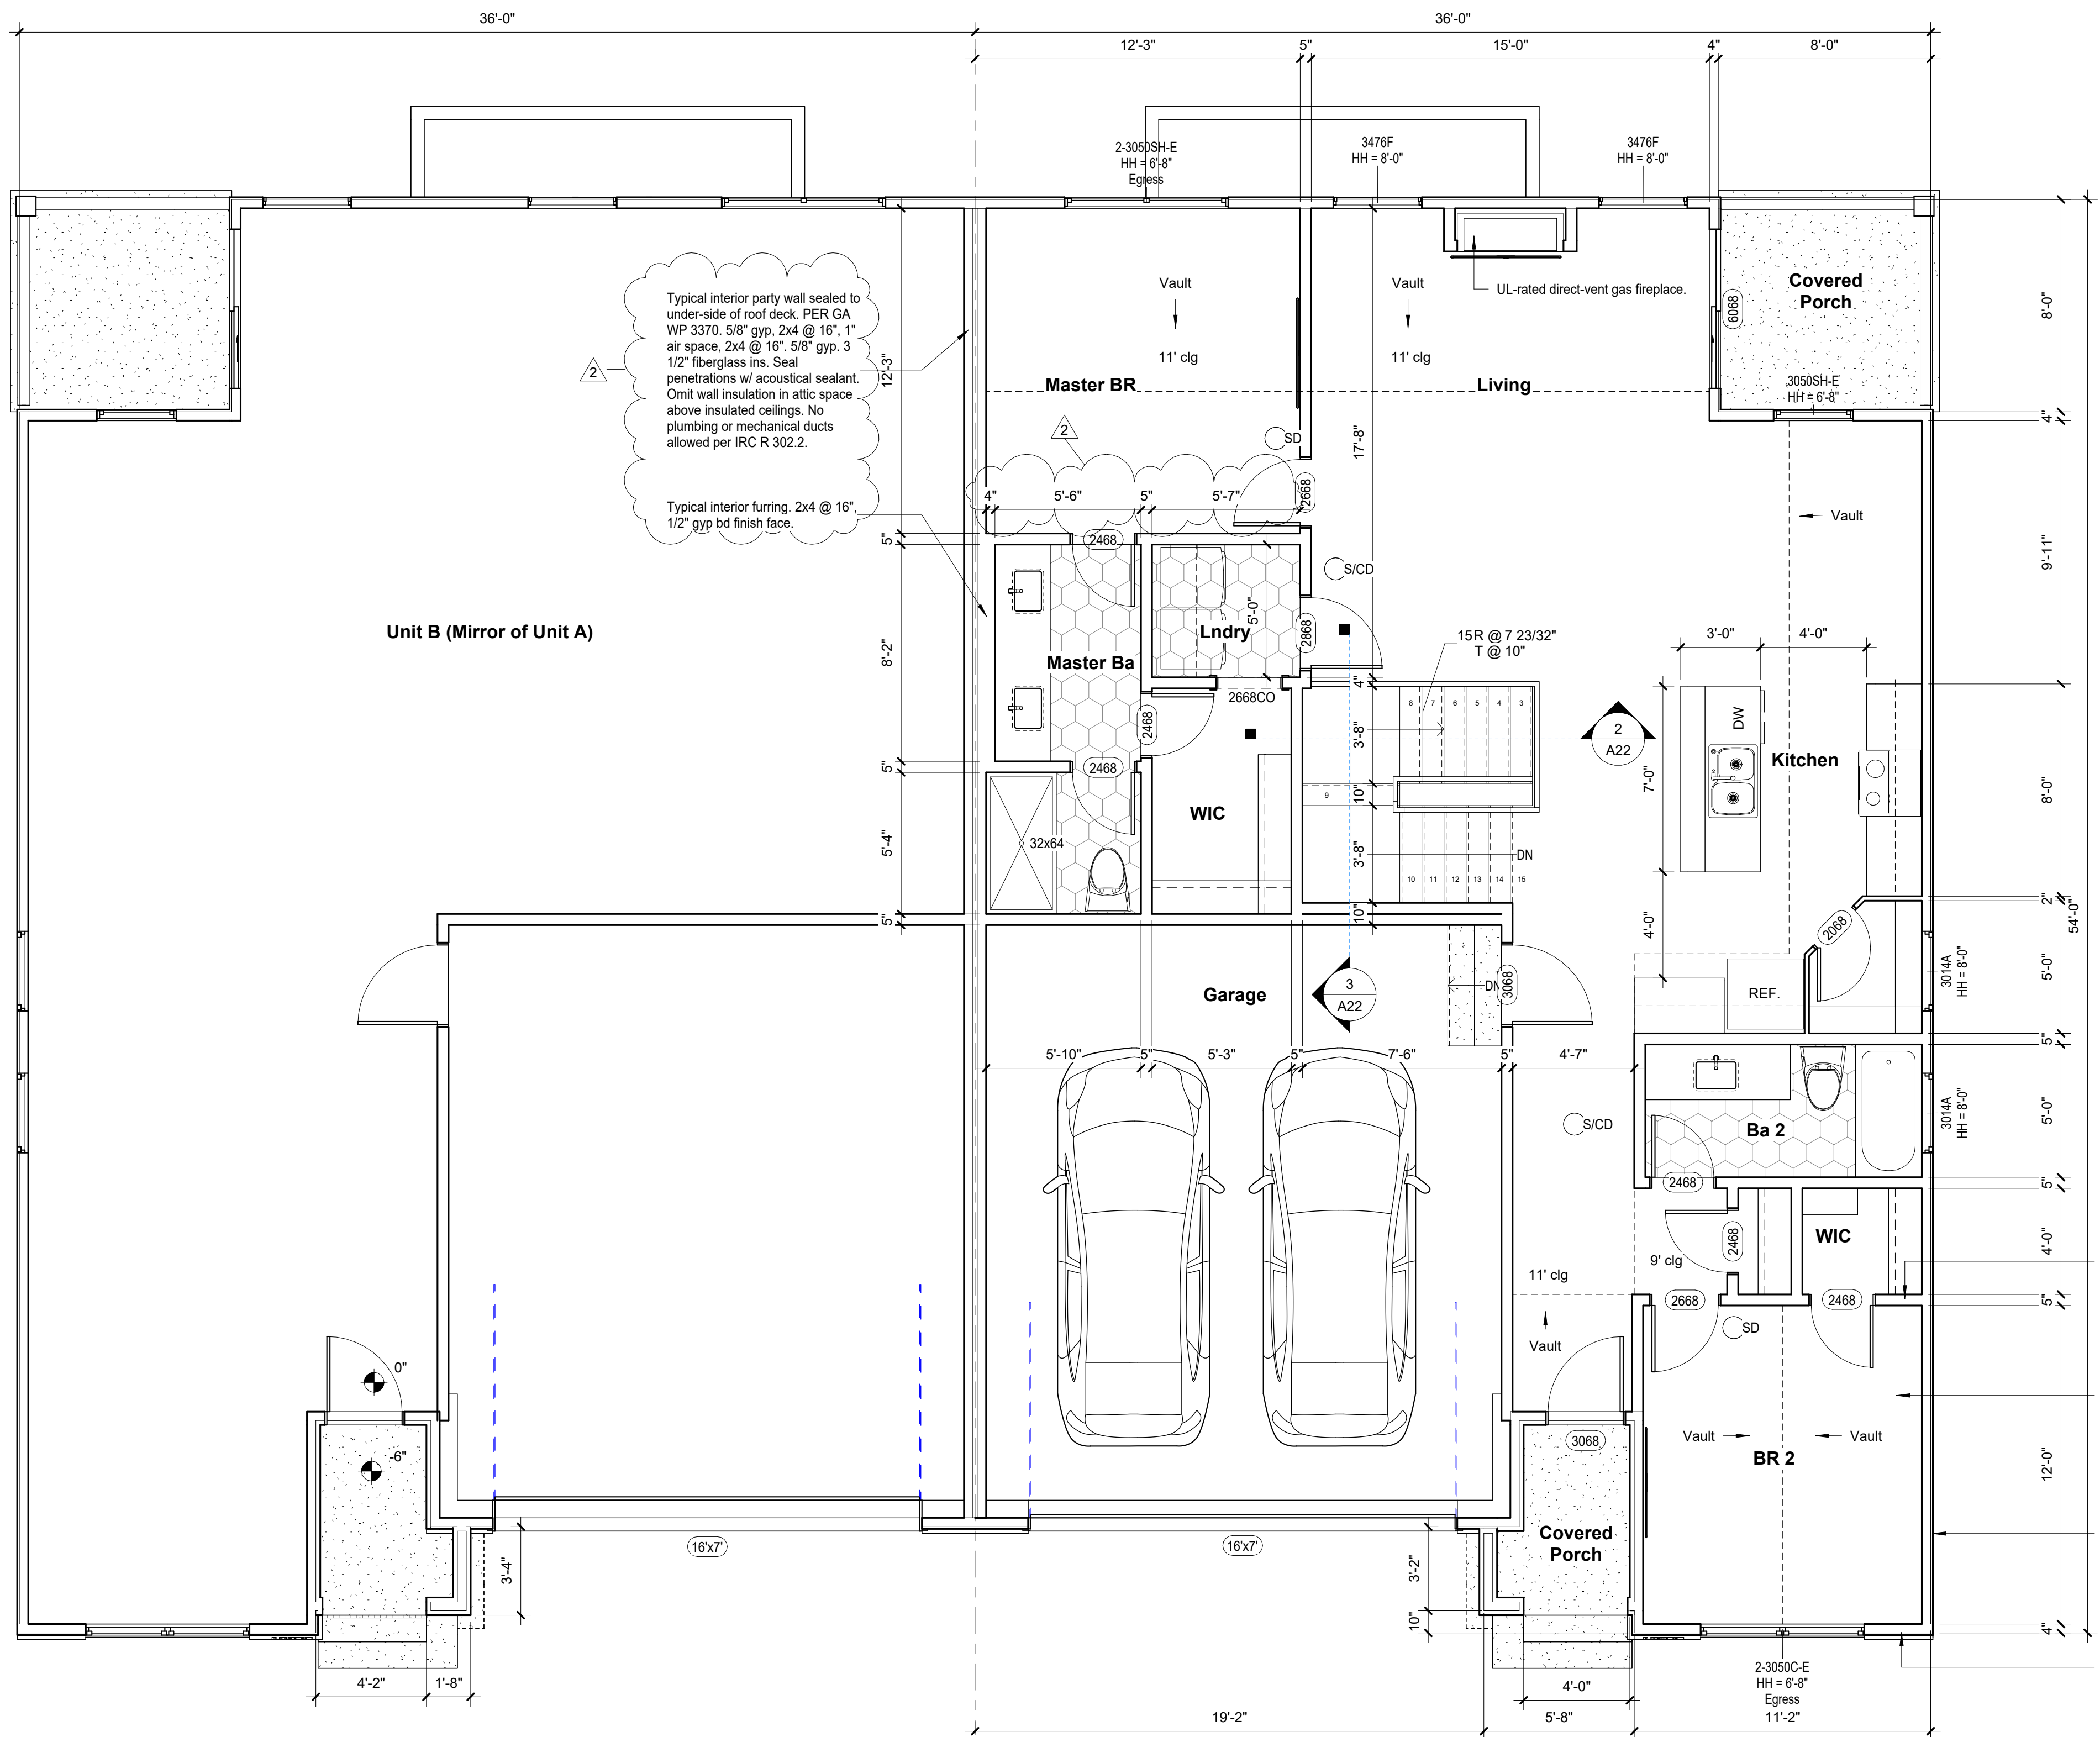 36'-0"
36'-0"
12'-3"
5"
15'-0"
4"
8'-0"
2-3050SH-E
HH = 6'-8"
Egress
3476F
HH = 8'-0"
3476F
HH = 8'-0"
Typical interior party wall sealed to
under-side of roof deck. PER GA
WP 3370. 5/8" gyp, 2x4 @ 16", 1"
air space, 2x4 @ 16". 5/8" gyp. 3
1/2" fiberglass ins. Seal
penetrations w/ acoustical sealant.
Omit wall insulation in attic space
above insulated ceilings. No
plumbing or mechanical ducts
allowed per IRC R 302.2.
Typical interior furring. 2x4 @ 16",
1/2" gyp bd finish face.
2
12'-3"
Vault
11' clg
Master BR
Vault
11' clg
Living
UL-rated direct-vent gas fireplace.
6068
Covered
Porch
3050SH-E
HH = 6'-8"
8'-0"
4"
2
SD
17'-8"
2668
4"
5'-6"
5"
5'-7"
5"
2468
S/CD
Vault
9'-11"
54'-0"
Unit B (Mirror of Unit A)
8'-2"
Master Ba
Lndry
5'-0"
2868
15R @ 7 23/32"
T @ 10"
3'-0"
4'-0"
4"
2668CO
2468
8
7
6
5
4
3
3'-8"
2
A22
DW
7'-0"
Kitchen
5"
2468
9
10"
8'-0"
WIC
5'-4"
32x64
3'-8"
DN
10
11
12
13
14
15
10"
5"
4'-0"
2068
2"
Garage
3
A22
DN
3068
REF.
3014A
HH = 8'-0"
5'-0"
5"
5'-10"
5"
5'-3"
5"
7'-6"
5"
4'-7"
S/CD
Ba 2
3014A
HH = 8'-0"
5'-0"
2468
5"
2468
WIC
9' clg
11' clg
4'-0"
2668
2468
5"
SD
Vault
0"
-6"
3068
Vault
Vault
BR 2
12'-0"
Covered
Porch
16'x7'
16'x7'
3'-4"
3'-2"
10"
4"
2-3050C-E
HH = 6'-8"
Egress
4'-2"
1'-8"
4'-0"
19'-2"
5'-8"
11'-2"